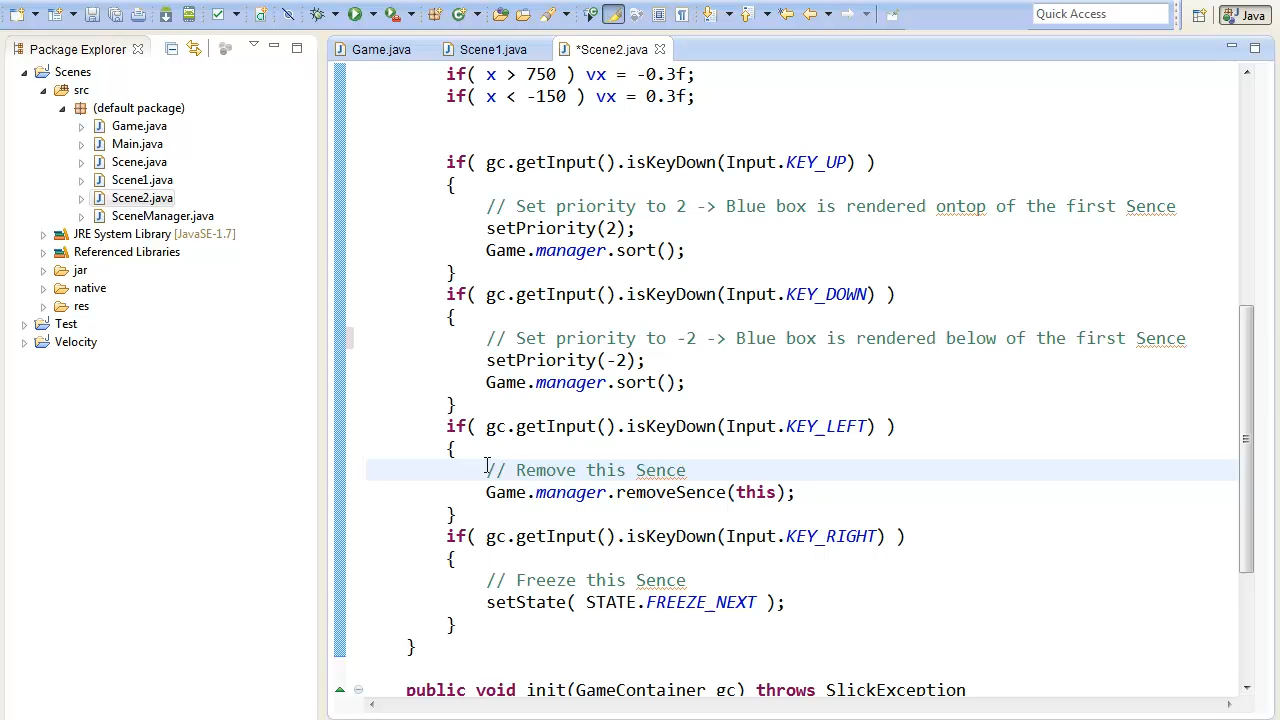 Quick Access
Java
Package Explorer
Game.java
Scene1.java
*Scene2.java
Scenes
src
(default package)
Game.java
Main.java
Scene.java
Scene1.java
Scene2.java
SceneManager.java
JRE System Library [JavaSE-1.7]
Referenced Libraries
jar
native
res
Test
Velocity
if( x > 750 ) vx = -0.3f;
if( x < -150 ) vx = 0.3f;
if( gc.getInput().isKeyDown(Input.KEY_UP) )
{
// Set priority to 2 -> Blue box is rendered ontop of the first Sence
setPriority(2);
Game.manager.sort();
}
if( gc.getInput().isKeyDown(Input.KEY_DOWN) )
{
// Set priority to -2 -> Blue box is rendered below of the first Sence
setPriority(-2);
Game.manager.sort();
}
if( gc.getInput().isKeyDown(Input.KEY_LEFT) )
{
// Remove this Sence
Game.manager.removeSence(this);
}
if( gc.getInput().isKeyDown(Input.KEY_RIGHT) )
{
// Freeze this Sence
setState( STATE.FREEZE_NEXT );
}
}
public void init(GameContainer gc) throws SlickException